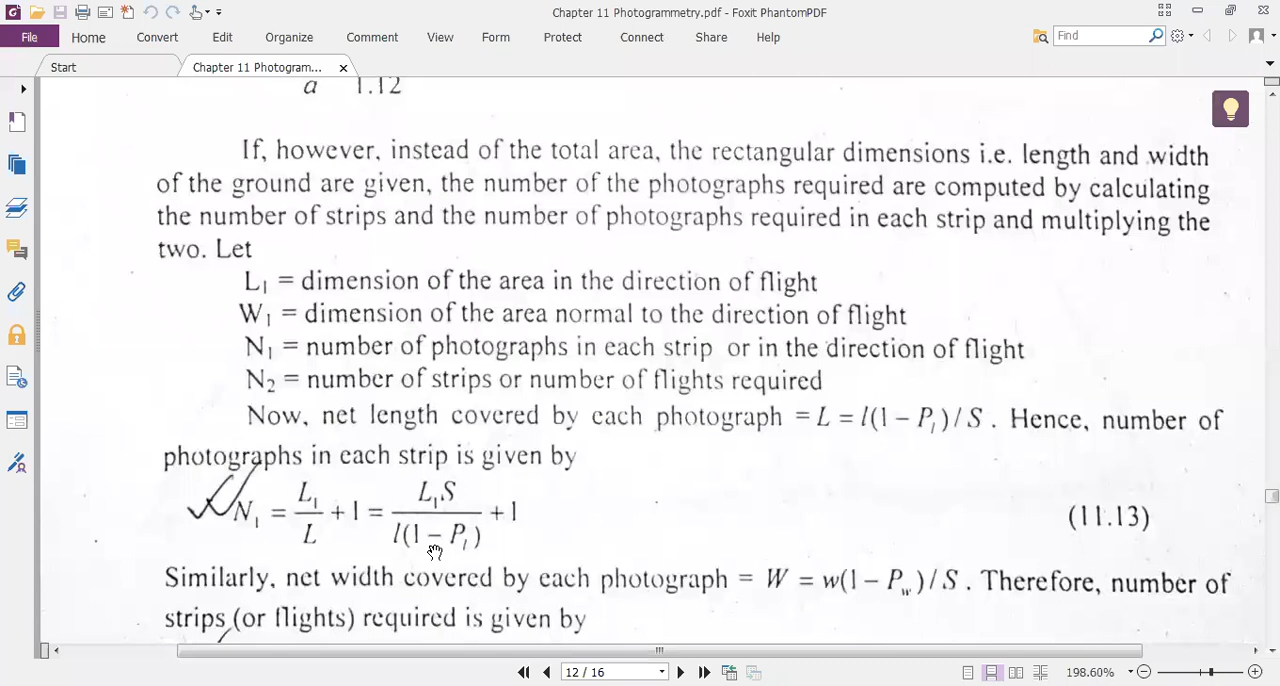 Chapter 11 Photogrammetry.pdf - Foxit PhantomPDF
File Home Convert Edit Organize Comment View Form Protect Connect Share Help Find
Start Chapter 11 Photogram...
a 1.12
If, however, instead of the total area, the rectangular dimensions i.e. length and width
of the ground are given, the number of the photographs required are computed by calculating
the number of strips and the number of photographs required in each strip and multiplying the
two. Let
L₁ = dimension of the area in the direction of flight
W₁ = dimension of the area normal to the direction of flight
N₁ = number of photographs in each strip or in the direction of flight
N₂ = number of strips or number of flights required
Now, net length covered by each photograph = L = l(1 − Pₗ)/S. Hence, number of
photographs in each strip is given by
N₁ = L₁/L + 1 = L₁S/l(1 − Pₗ) + 1 (11.13)
Similarly, net width covered by each photograph = W = w(1 − P_w)/S. Therefore, number of
strips (or flights) required is given by
12 / 16 198.60%